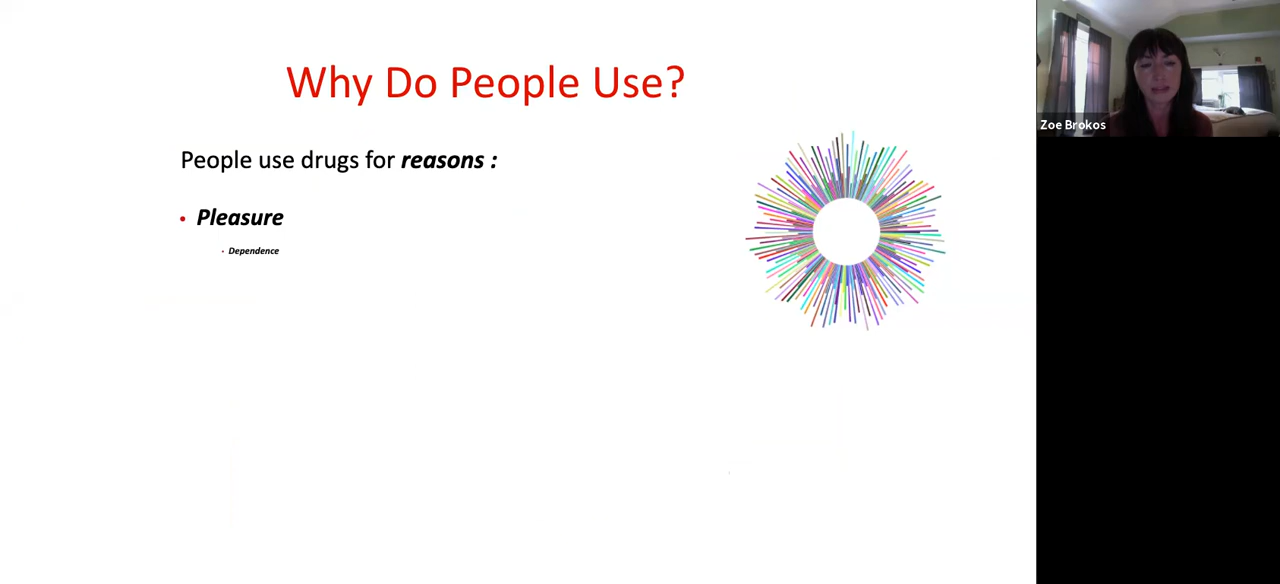 Why Do People Use?
People use drugs for reasons :
• Pleasure
• Dependence
Zoe Brokos